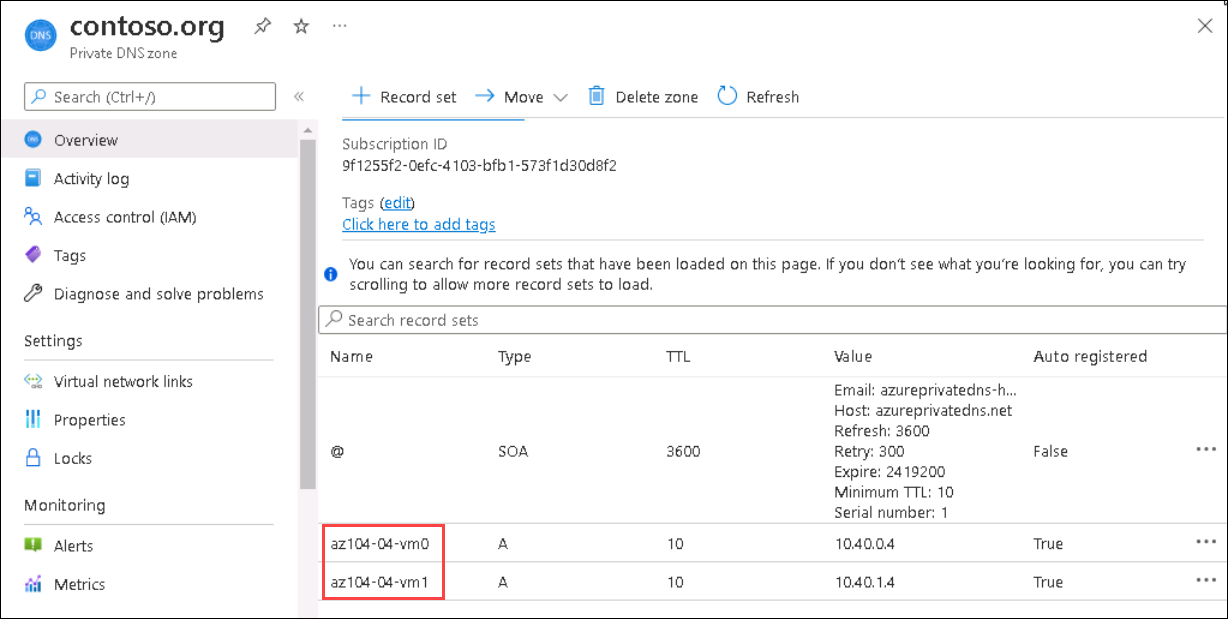 DNS
contoso.org
Private DNS zone
Search (Ctrl+/)
Overview
Activity log
Access control (IAM)
Tags
Diagnose and solve problems
Settings
Virtual network links
Properties
Locks
Monitoring
Alerts
Metrics
Record set Move Delete zone Refresh
Subscription ID
9f1255f2-0efc-4103-bfb1-573f1d30d8f2
Tags (edit)
Click here to add tags
You can search for record sets that have been loaded on this page. If you don't see what you're looking for, you can try
scrolling to allow more record sets to load.
Search record sets
Name Type TTL Value Auto registered
Email: azureprivatedns-h...
Host: azureprivatedns.net
Refresh: 3600
@ SOA 3600 Retry: 300 False
Expire: 2419200
Minimum TTL: 10
Serial number: 1
az104-04-vm0 A 10 10.40.0.4 True
az104-04-vm1 A 10 10.40.1.4 True